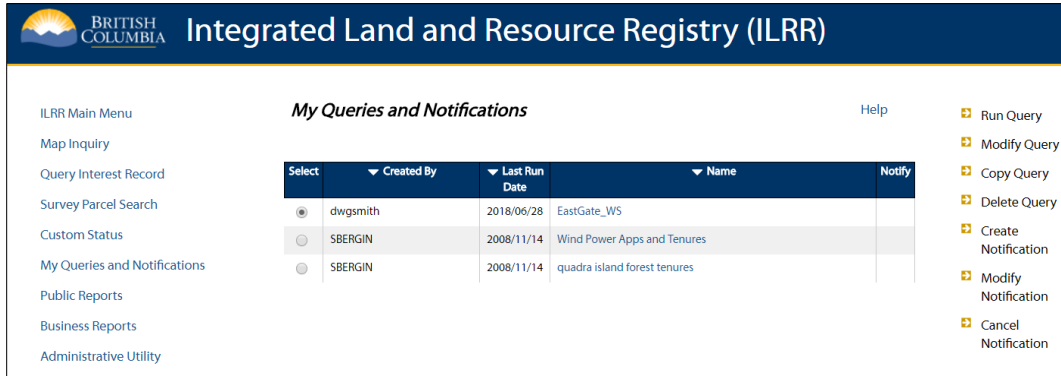 BRITISH
COLUMBIA
Integrated Land and Resource Registry (ILRR)
ILRR Main Menu
Map Inquiry
Query Interest Record
Survey Parcel Search
Custom Status
My Queries and Notifications
Public Reports
Business Reports
Administrative Utility
My Queries and Notifications
Help
Select Created By Last Run Date Name Notify
dwgsmith 2018/06/28 EastGate_WS
SBERGIN 2008/11/14 Wind Power Apps and Tenures
SBERGIN 2008/11/14 quadra island forest tenures
Run Query
Modify Query
Copy Query
Delete Query
Create
Notification
Modify
Notification
Cancel
Notification